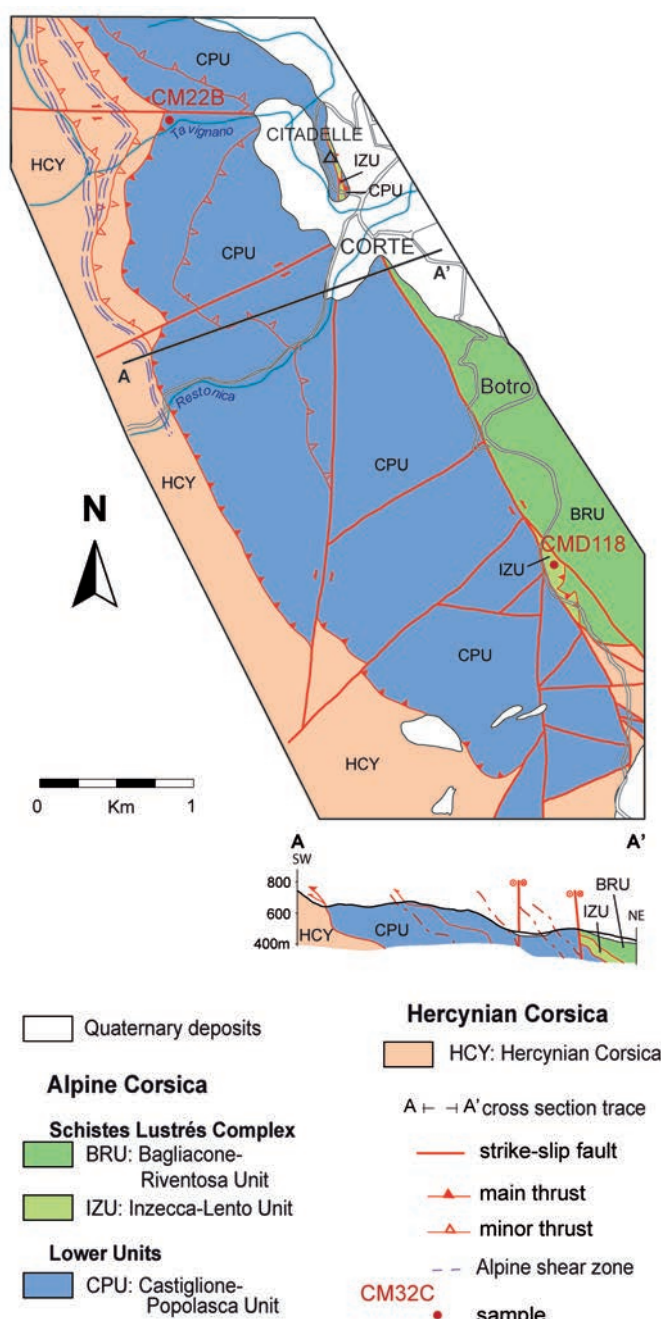 CPU
CM22B
Tavignano
CITADELLE
HCY
IZU
CPU
CORTE
CPU
A'
A
Restonica
Botro
HCY
CPU
N
BRU
CMD118
IZU
CPU
HCY
0 Km 1
A A'
SW
800
BRU
600
IZU NE
HCY CPU
400m
Quaternary deposits
Alpine Corsica
Schistes Lustrés Complex
BRU: Bagliacone-
Riventosa Unit
IZU: Inzecca-Lento Unit
Lower Units
CPU: Castiglione-
Popolasca Unit
Hercynian Corsica
HCY: Hercynian Corsica
A A' cross section trace
strike-slip fault
main thrust
minor thrust
Alpine shear zone
CM32C
sample